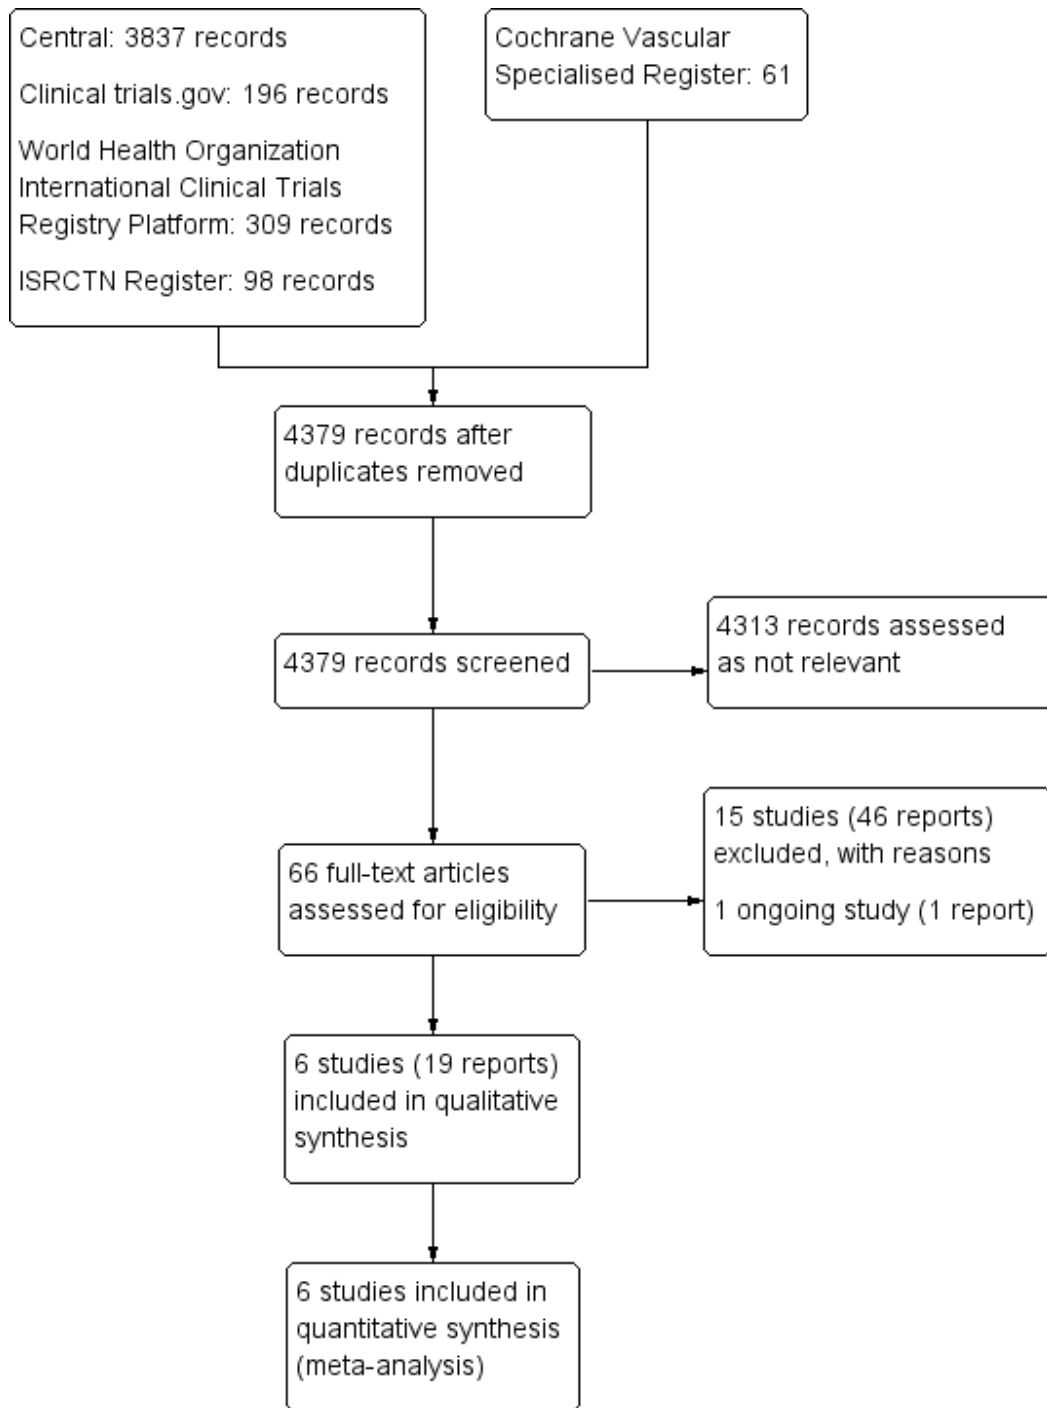 Central: 3837 records
Clinical trials.gov: 196 records
World Health Organization
International Clinical Trials
Registry Platform: 309 records
ISRCTN Register: 98 records
Cochrane Vascular
Specialised Register: 61
4379 records after
duplicates removed
4379 records screened
4313 records assessed
as not relevant
66 full-text articles
assessed for eligibility
15 studies (46 reports)
excluded, with reasons
1 ongoing study (1 report)
6 studies (19 reports)
included in qualitative
synthesis
6 studies included in
quantitative synthesis
(meta-analysis)